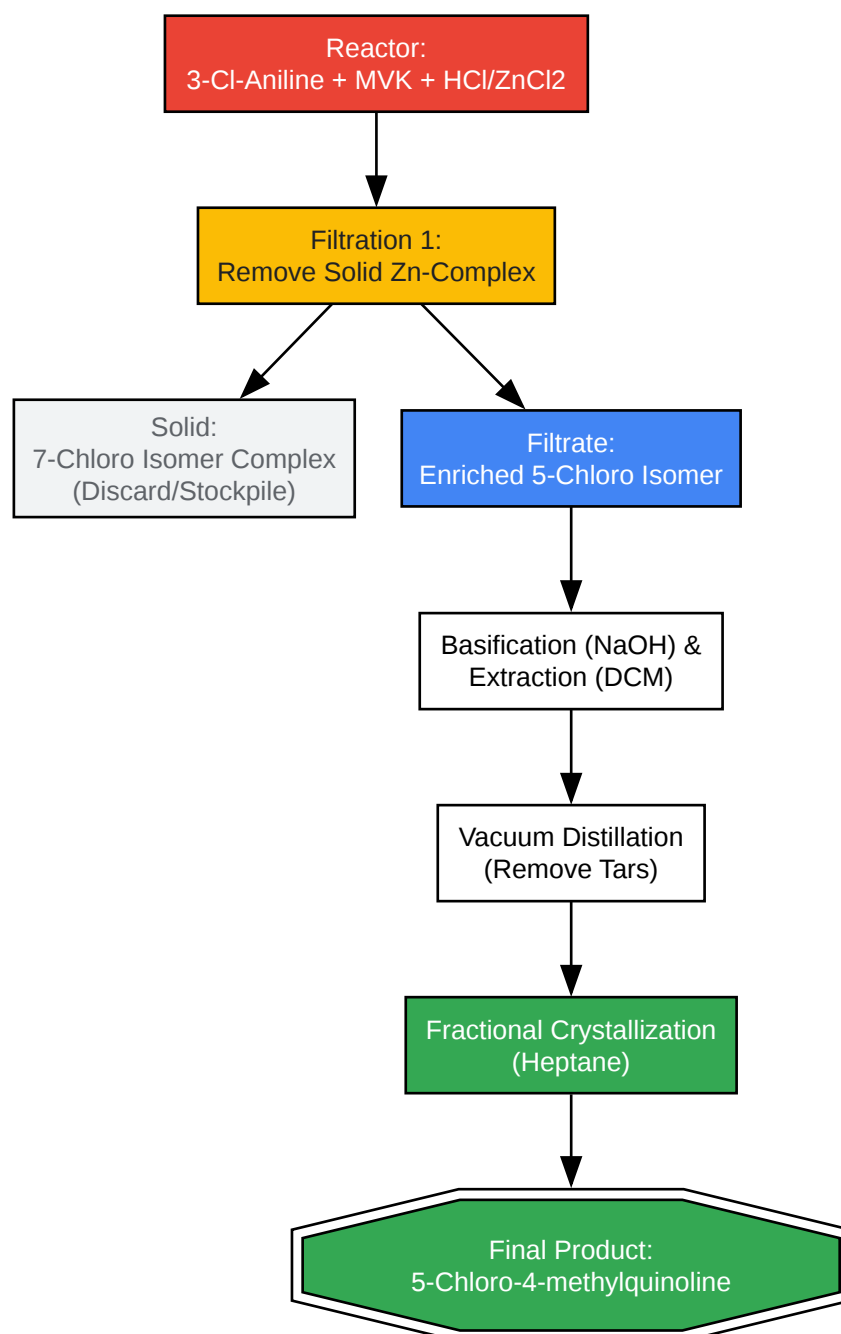 Reactor:
3-Cl-Aniline + MVK + HCl/ZnCl2
Filtration 1:
Remove Solid Zn-Complex
Solid:
7-Chloro Isomer Complex
(Discard/Stockpile)
Filtrate:
Enriched 5-Chloro Isomer
Basification (NaOH) &
Extraction (DCM)
Vacuum Distillation
(Remove Tars)
Fractional Crystallization
(Heptane)
Final Product:
5-Chloro-4-methylquinoline